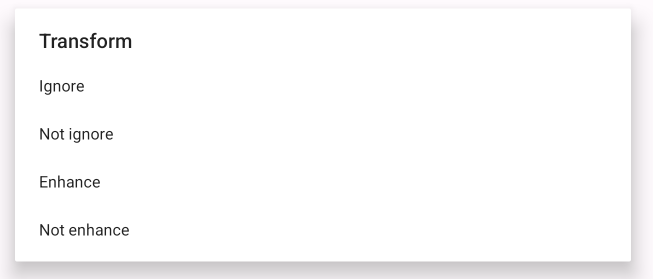 Transform
Ignore
Not ignore
Enhance
Not enhance